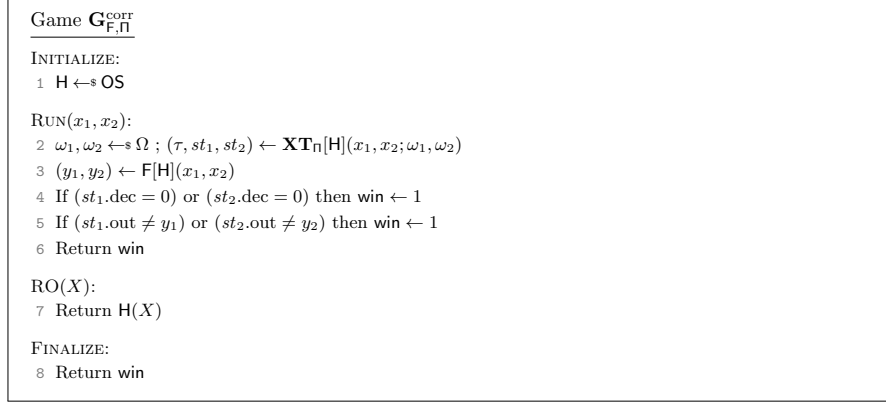 Game G^corr_{F,Π}
INITIALIZE:
1 H ←$ OS
RUN(x₁, x₂):
2 ω₁, ω₂ ←$ Ω ; (τ, st₁, st₂) ← XT_Π[H](x₁, x₂; ω₁, ω₂)
3 (y₁, y₂) ← F[H](x₁, x₂)
4 If (st₁.dec = 0) or (st₂.dec = 0) then win ← 1
5 If (st₁.out ≠ y₁) or (st₂.out ≠ y₂) then win ← 1
6 Return win
RO(X):
7 Return H(X)
FINALIZE:
8 Return win